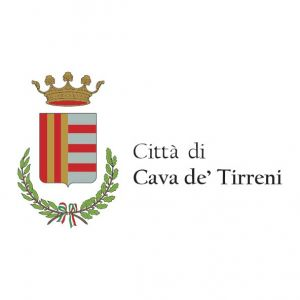 Città di
Cava de’ Tirreni